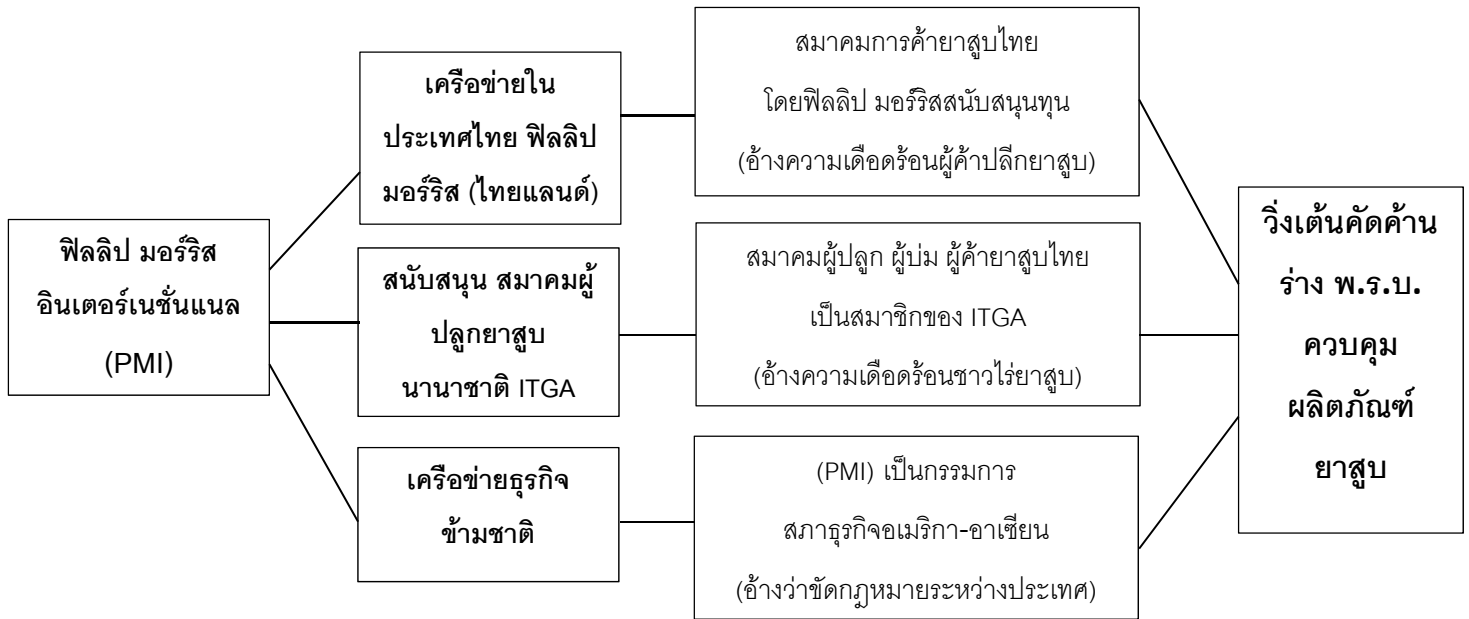 ฟิลลิป มอร์ริส
อินเตอร์เนชั่นแนล
(PMI)
เครือข่ายใน
ประเทศไทย ฟิลลิป
มอร์ริส (ไทยแลนด์)
สนับสนุน สมาคมผู้
ปลูกยาสูบ
นานาชาติ ITGA
เครือข่ายธุรกิจ
ข้ามชาติ
สมาคมการค้ายาสูบไทย
โดยฟิลลิป มอร์ริสสนับสนุนทุน
(อ้างความเดือดร้อนผู้ค้าปลีกยาสูบ)
สมาคมผู้ปลูก ผู้บ่ม ผู้ค้ายาสูบไทย
เป็นสมาชิกของ ITGA
(อ้างความเดือดร้อนชาวไร่ยาสูบ)
(PMI) เป็นกรรมการ
สภาธุรกิจอเมริกา-อาเซียน
(อ้างว่าขัดกฎหมายระหว่างประเทศ)
วิ่งเต้นคัดค้าน
ร่าง พ.ร.บ.
ควบคุม
ผลิตภัณฑ์
ยาสูบ